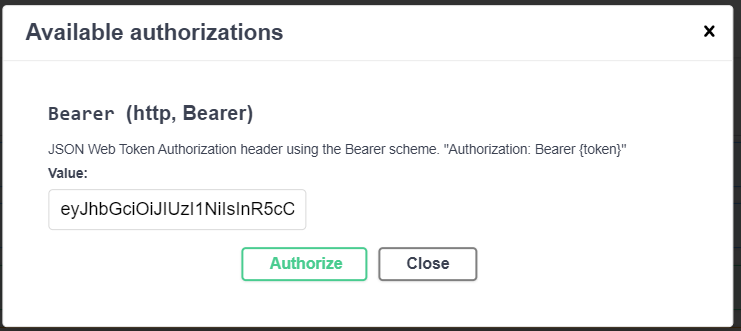 Available authorizations
×
Bearer (http, Bearer)
JSON Web Token Authorization header using the Bearer scheme. "Authorization: Bearer {token}"
Value:
eyJhbGciOiJIUzI1NiIsInR5cC
Authorize Close